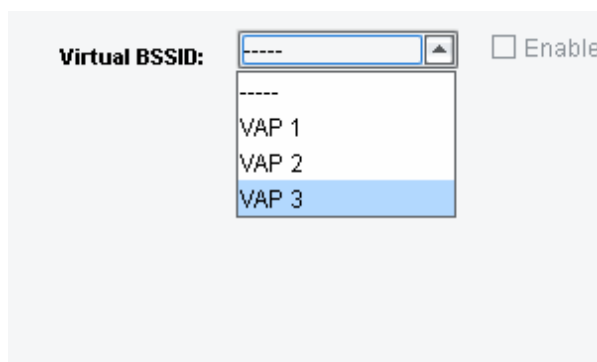 Virtual BSSID: ----- Enable
-----
VAP 1
VAP 2
VAP 3